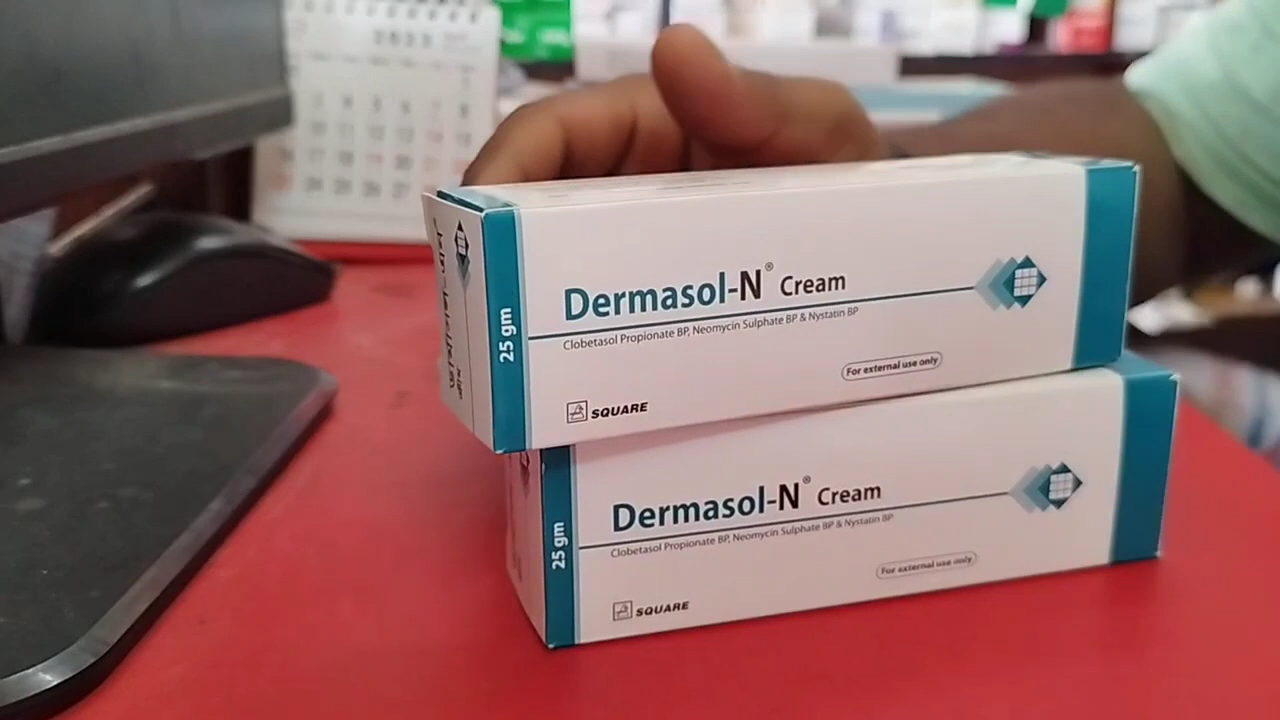 25 gm
Dermasol-N® Cream
Clobetasol Propionate BP, Neomycin Sulphate BP & Nystatin BP
For external use only
SQUARE
25 gm
Dermasol-N® Cream
Clobetasol Propionate BP, Neomycin Sulphate BP & Nystatin BP
For external use only
SQUARE